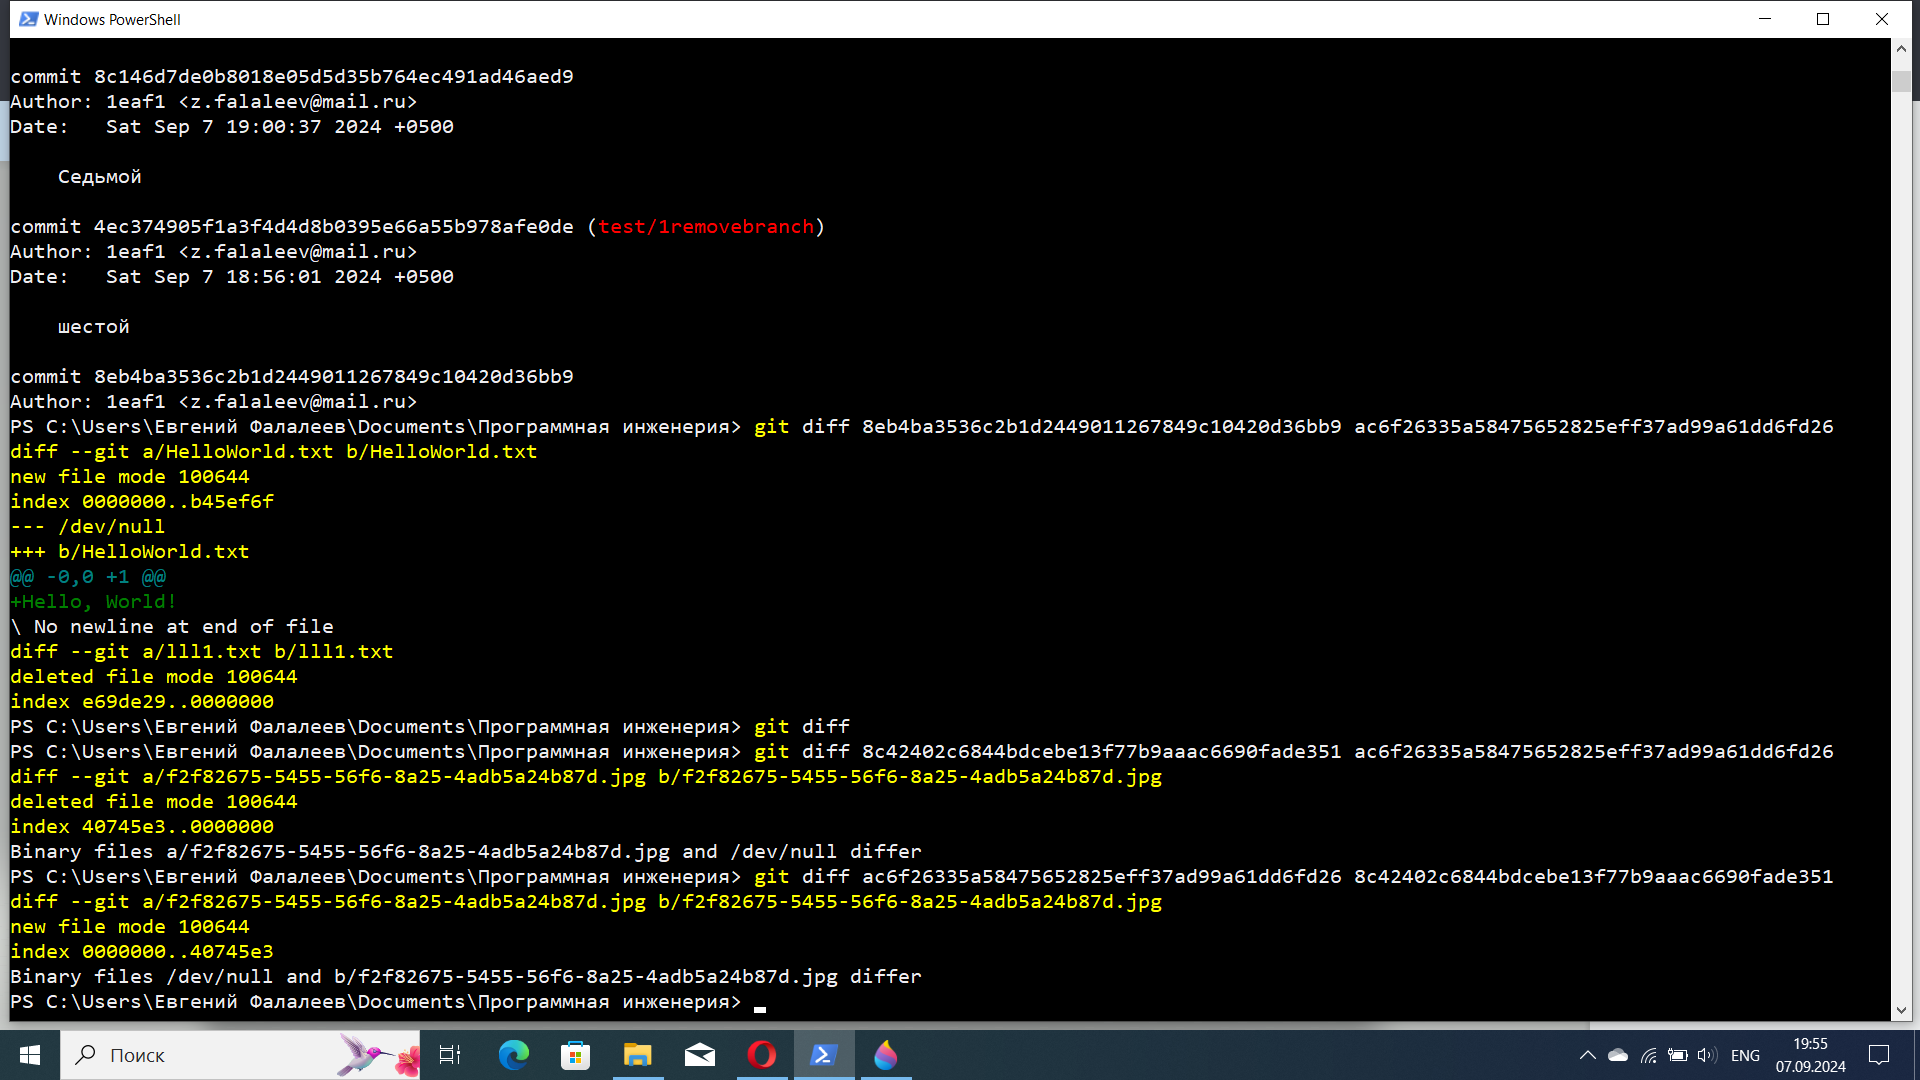 Windows PowerShell
commit 8c146d7de0b8018e05d5d35b764ec491ad46aed9
Author: 1eaf1 <z.falaleev@mail.ru>
Date:   Sat Sep 7 19:00:37 2024 +0500
Седьмой
commit 4ec374905f1a3f4d4d8b0395e66a55b978afe0de (test/1removebranch)
Author: 1eaf1 <z.falaleev@mail.ru>
Date:   Sat Sep 7 18:56:01 2024 +0500
шестой
commit 8eb4ba3536c2b1d2449011267849c10420d36bb9
Author: 1eaf1 <z.falaleev@mail.ru>
PS C:\Users\Евгений Фалалеев\Documents\Программная инженерия> git diff 8eb4ba3536c2b1d2449011267849c10420d36bb9 ac6f26335a58475652825eff37ad99a61dd6fd26
diff --git a/HelloWorld.txt b/HelloWorld.txt
new file mode 100644
index 0000000..b45ef6f
--- /dev/null
+++ b/HelloWorld.txt
@@ -0,0 +1 @@
+Hello, World!
\ No newline at end of file
diff --git a/lll1.txt b/lll1.txt
deleted file mode 100644
index e69de29..0000000
PS C:\Users\Евгений Фалалеев\Documents\Программная инженерия> git diff
PS C:\Users\Евгений Фалалеев\Documents\Программная инженерия> git diff 8c42402c6844bdcebe13f77b9aaac6690fade351 ac6f26335a58475652825eff37ad99a61dd6fd26
diff --git a/f2f82675-5455-56f6-8a25-4adb5a24b87d.jpg b/f2f82675-5455-56f6-8a25-4adb5a24b87d.jpg
deleted file mode 100644
index 40745e3..0000000
Binary files a/f2f82675-5455-56f6-8a25-4adb5a24b87d.jpg and /dev/null differ
PS C:\Users\Евгений Фалалеев\Documents\Программная инженерия> git diff ac6f26335a58475652825eff37ad99a61dd6fd26 8c42402c6844bdcebe13f77b9aaac6690fade351
diff --git a/f2f82675-5455-56f6-8a25-4adb5a24b87d.jpg b/f2f82675-5455-56f6-8a25-4adb5a24b87d.jpg
new file mode 100644
index 0000000..40745e3
Binary files /dev/null and b/f2f82675-5455-56f6-8a25-4adb5a24b87d.jpg differ
PS C:\Users\Евгений Фалалеев\Documents\Программная инженерия>
Поиск
ENG
19:55
07.09.2024